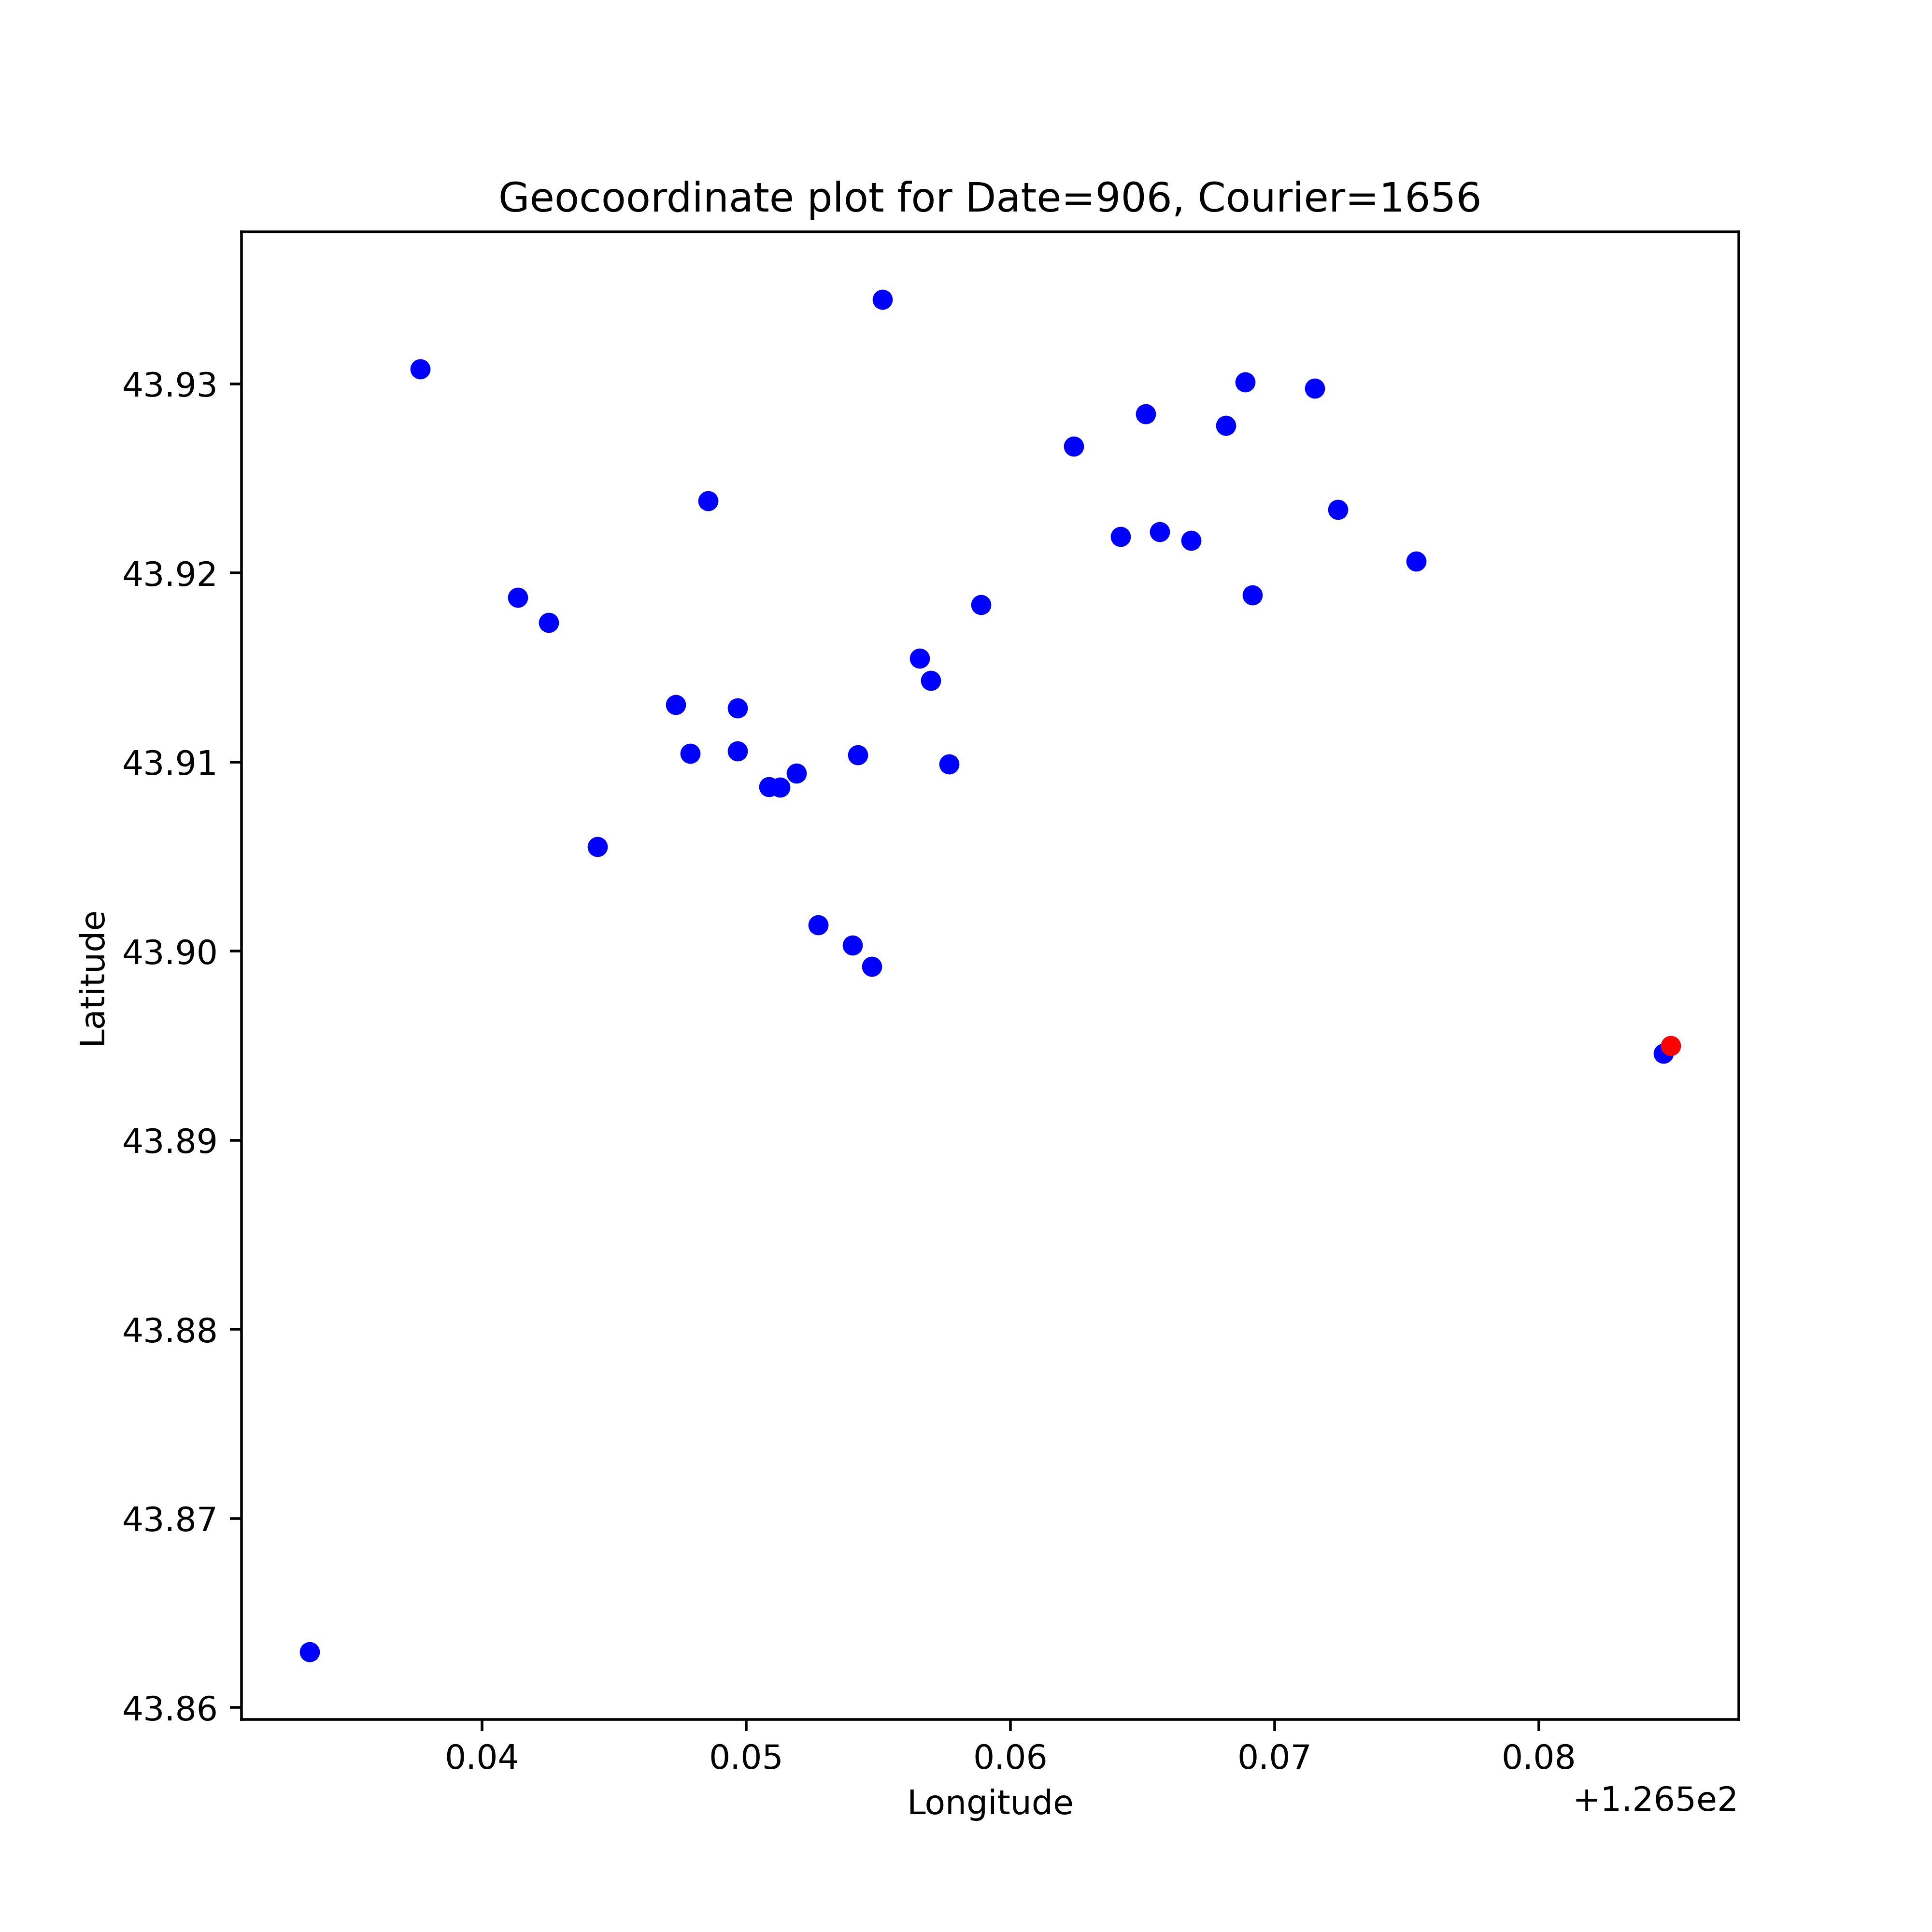 Geocoordinate plot for Date=906, Courier=1656
43.93
43.92
43.91
43.90
43.89
43.88
43.87
43.86
Latitude
0.04 0.05 0.06 0.07 0.08
+1.265e2
Longitude